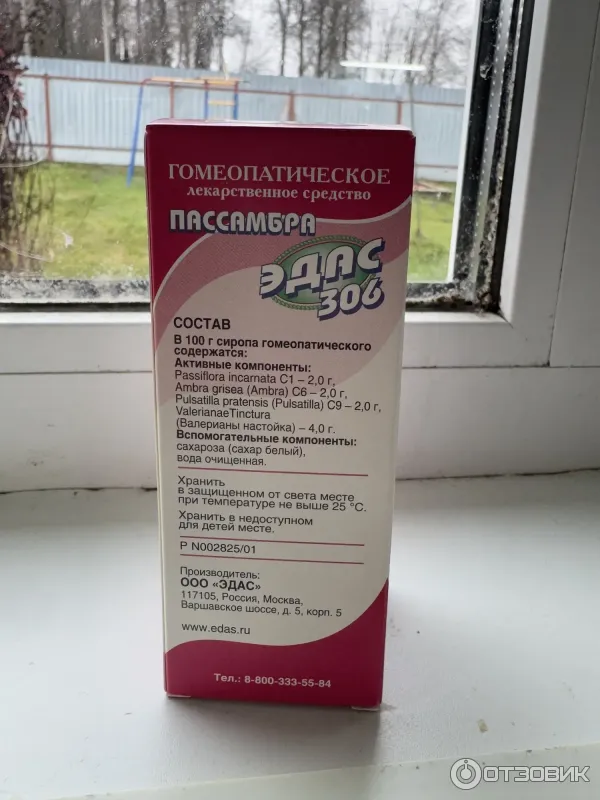 ГОМЕОПАТИЧЕСКОЕ
лекарственное средство
ПАССАМБРА
ЭДАС
306
СОСТАВ
В 100 г сиропа гомеопатического
содержатся:
Активные компоненты:
Passiflora incarnata C1 – 2,0 г,
Ambra grisea (Ambra) C6 – 2,0 г,
Pulsatilla pratensis (Pulsatilla) C9 – 2,0 г,
ValerianaeTinctura
(Валерианы настойка) – 4,0 г.
Вспомогательные компоненты:
сахароза (сахар белый),
вода очищенная.
Хранить
в защищенном от света месте
при температуре не выше 25 °С.
Хранить в недоступном
для детей месте.
Р N002825/01
Производитель:
ООО «ЭДАС»
117105, Россия, Москва,
Варшавское шоссе, д. 5, корп. 5
www.edas.ru
Тел.: 8-800-333-55-84
ОТЗОВИК